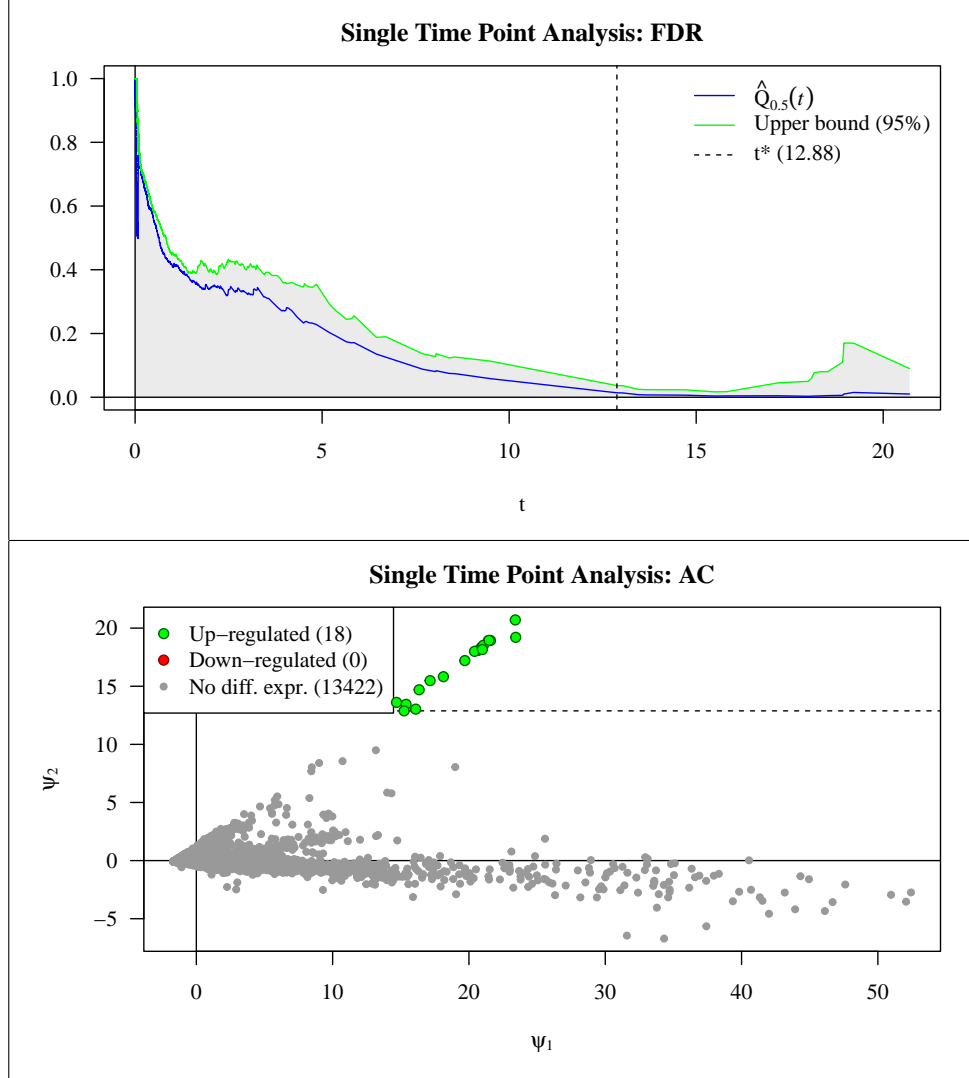 Single Time Point Analysis: FDR
1.0
0.8
0.6
0.4
0.2
0.0
Q̂0.5(t)
Upper bound (95%)
t* (12.88)
0 5 10 15 20
t
Single Time Point Analysis: AC
20
15
10
5
0
−5
Up−regulated (18)
Down−regulated (0)
No diff. expr. (13422)
ψ2
0 10 20 30 40 50
ψ1